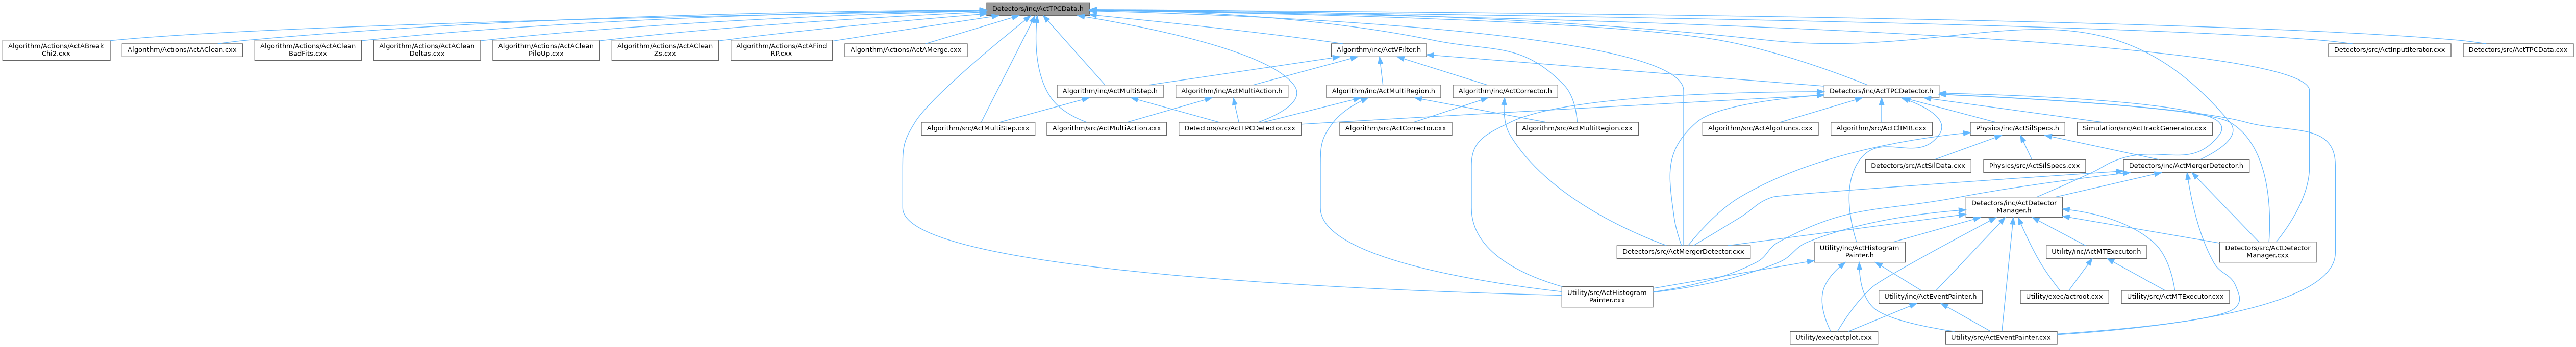 Detectors/inc/ActTPCData.h
Algorithm/Actions/ActABreak
Chi2.cxx
Algorithm/Actions/ActAClean.cxx
Algorithm/Actions/ActAClean
BadFits.cxx
Algorithm/Actions/ActAClean
Deltas.cxx
Algorithm/Actions/ActAClean
PileUp.cxx
Algorithm/Actions/ActAClean
Zs.cxx
Algorithm/Actions/ActAFind
RP.cxx
Algorithm/Actions/ActAMerge.cxx
Algorithm/inc/ActVFilter.h
Detectors/src/ActInputIterator.cxx
Detectors/src/ActTPCData.cxx
Algorithm/inc/ActMultiStep.h
Algorithm/inc/ActMultiAction.h
Algorithm/inc/ActMultiRegion.h
Algorithm/inc/ActCorrector.h
Detectors/inc/ActTPCDetector.h
Algorithm/src/ActMultiStep.cxx
Algorithm/src/ActMultiAction.cxx
Detectors/src/ActTPCDetector.cxx
Algorithm/src/ActCorrector.cxx
Algorithm/src/ActMultiRegion.cxx
Algorithm/src/ActAlgoFuncs.cxx
Algorithm/src/ActClIMB.cxx
Physics/inc/ActSilSpecs.h
Simulation/src/ActTrackGenerator.cxx
Detectors/src/ActSilData.cxx
Physics/src/ActSilSpecs.cxx
Detectors/inc/ActMergerDetector.h
Detectors/inc/ActDetector
Manager.h
Detectors/src/ActMergerDetector.cxx
Utility/inc/ActHistogram
Painter.h
Utility/inc/ActMTExecutor.h
Detectors/src/ActDetector
Manager.cxx
Utility/src/ActHistogram
Painter.cxx
Utility/inc/ActEventPainter.h
Utility/exec/actroot.cxx
Utility/src/ActMTExecutor.cxx
Utility/exec/actplot.cxx
Utility/src/ActEventPainter.cxx